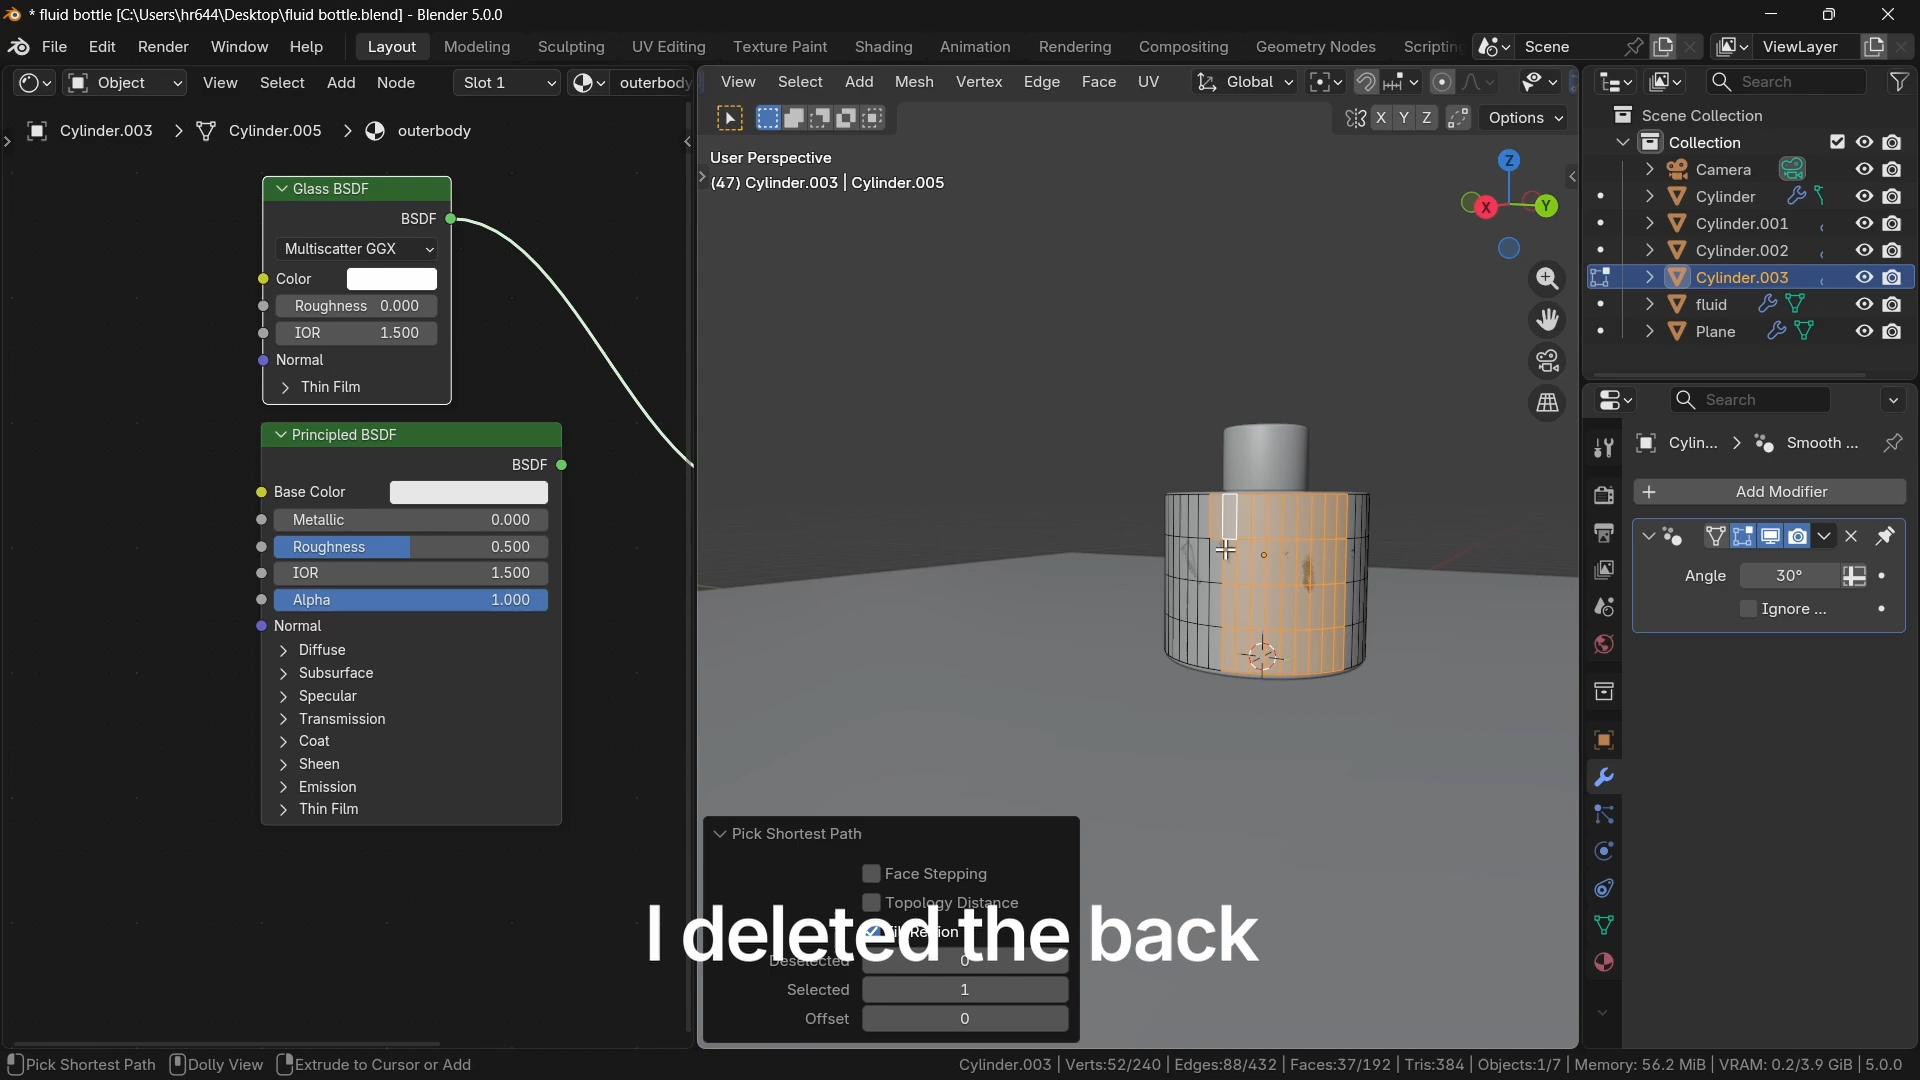 * fluid bottle [C:\Users\hr644\Desktop\fluid bottle.blend] - Blender 5.0.0
File Edit Render Window Help Layout Modeling Sculpting UV Editing Texture Paint Shading Animation Rendering Compositing Geometry Nodes Scripting Scene ViewLayer
Object View Select Add Node Slot 1 outerbody
View Select Add Mesh Vertex Edge Face UV Global
Search
X Y Z Options
Cylinder.003 > Cylinder.005 > outerbody
User Perspective
(47) Cylinder.003 | Cylinder.005
Z
X
Y
Glass BSDF
BSDF
Multiscatter GGX
Color
Roughness 0.000
IOR 1.500
Normal
Thin Film
Principled BSDF
BSDF
Base Color
Metallic 0.000
Roughness 0.500
IOR 1.500
Alpha 1.000
Normal
Diffuse
Subsurface
Specular
Transmission
Coat
Sheen
Emission
Thin Film
Scene Collection
Collection
Camera
Cylinder
Cylinder.001
Cylinder.002
Cylinder.003
fluid
Plane
Search
Cylin... > Smooth ...
Add Modifier
Angle 30°
Ignore ...
Pick Shortest Path
Face Stepping
Topology Distance
I deleted the back
Deselected 0
Selected 1
Offset 0
Pick Shortest Path Dolly View Extrude to Cursor or Add
Cylinder.003 | Verts:52/240 | Edges:88/432 | Faces:37/192 | Tris:384 | Objects:1/7 | Memory: 56.2 MiB | VRAM: 0.2/3.9 GiB | 5.0.0